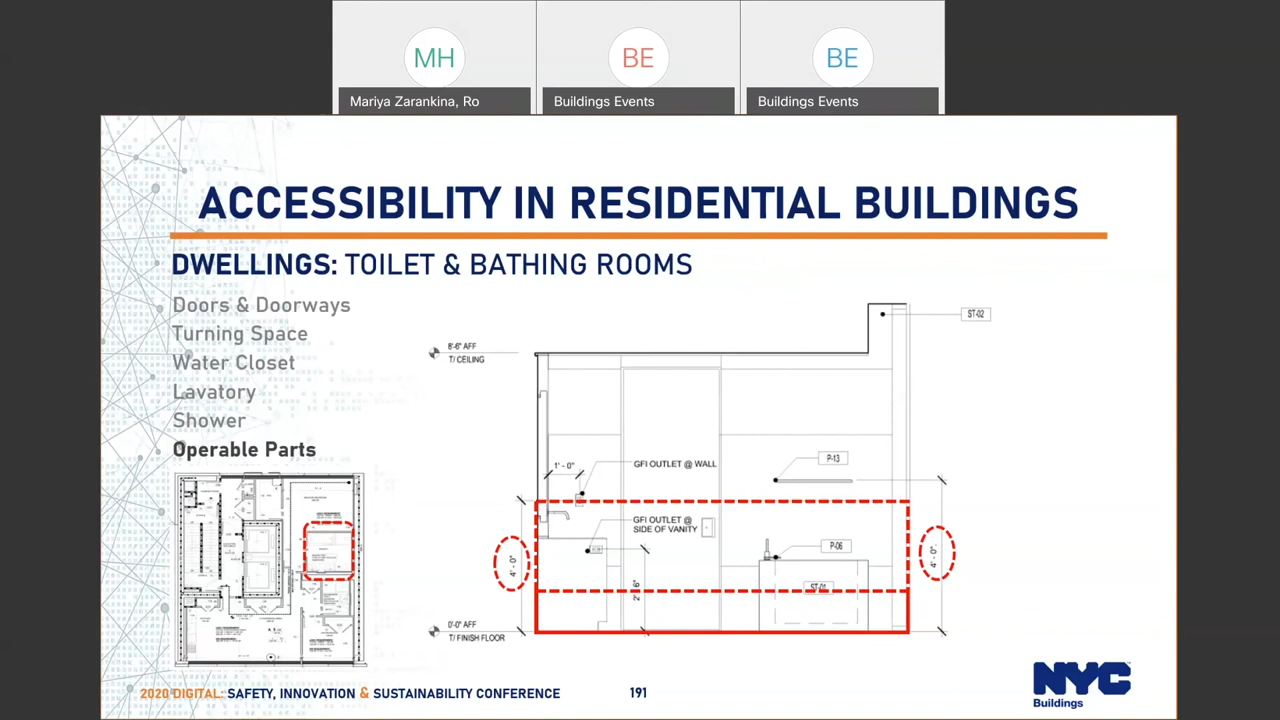 MH
BE
BE
Mariya Zarankina, Ro
Buildings Events
Buildings Events
ACCESSIBILITY IN RESIDENTIAL BUILDINGS
DWELLINGS: TOILET & BATHING ROOMS
Doors & Doorways
Turning Space
Water Closet
Lavatory
Shower
Operable Parts
ST-02
8'-6" AFF
T/ CEILING
1' - 0"
GFI OUTLET @ WALL
P-13
GFI OUTLET @
SIDE OF VANITY
P-06
4' - 0"
4' - 0"
ST-01
0'-0" AFF
T/ FINISH FLOOR
2020 DIGITAL: SAFETY, INNOVATION & SUSTAINABILITY CONFERENCE
191
NYC
Buildings